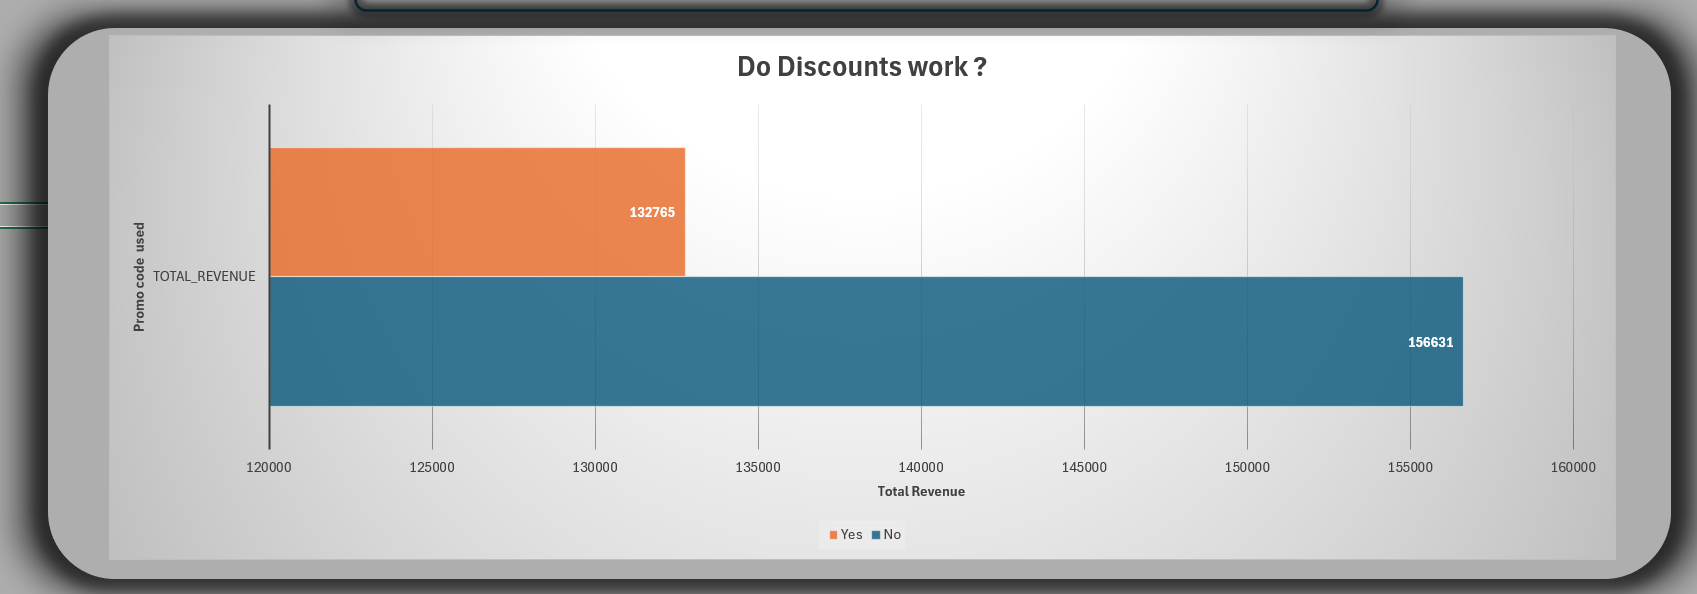 Do Discounts work ?
132765
Promo code used
TOTAL_REVENUE
156631
120000 125000 130000 135000 140000 145000 150000 155000 160000
Total Revenue
Yes No